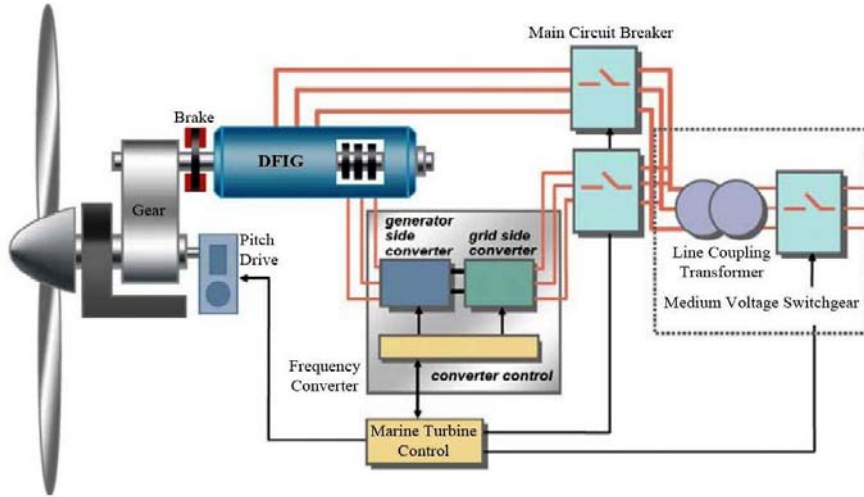 Main Circuit Breaker
Brake
DFIG
Gear
Pitch
Drive
generator
side
converter
grid side
converter
Line Coupling
Transformer
Medium Voltage Switchgear
Frequency
Converter
converter control
Marine Turbine
Control